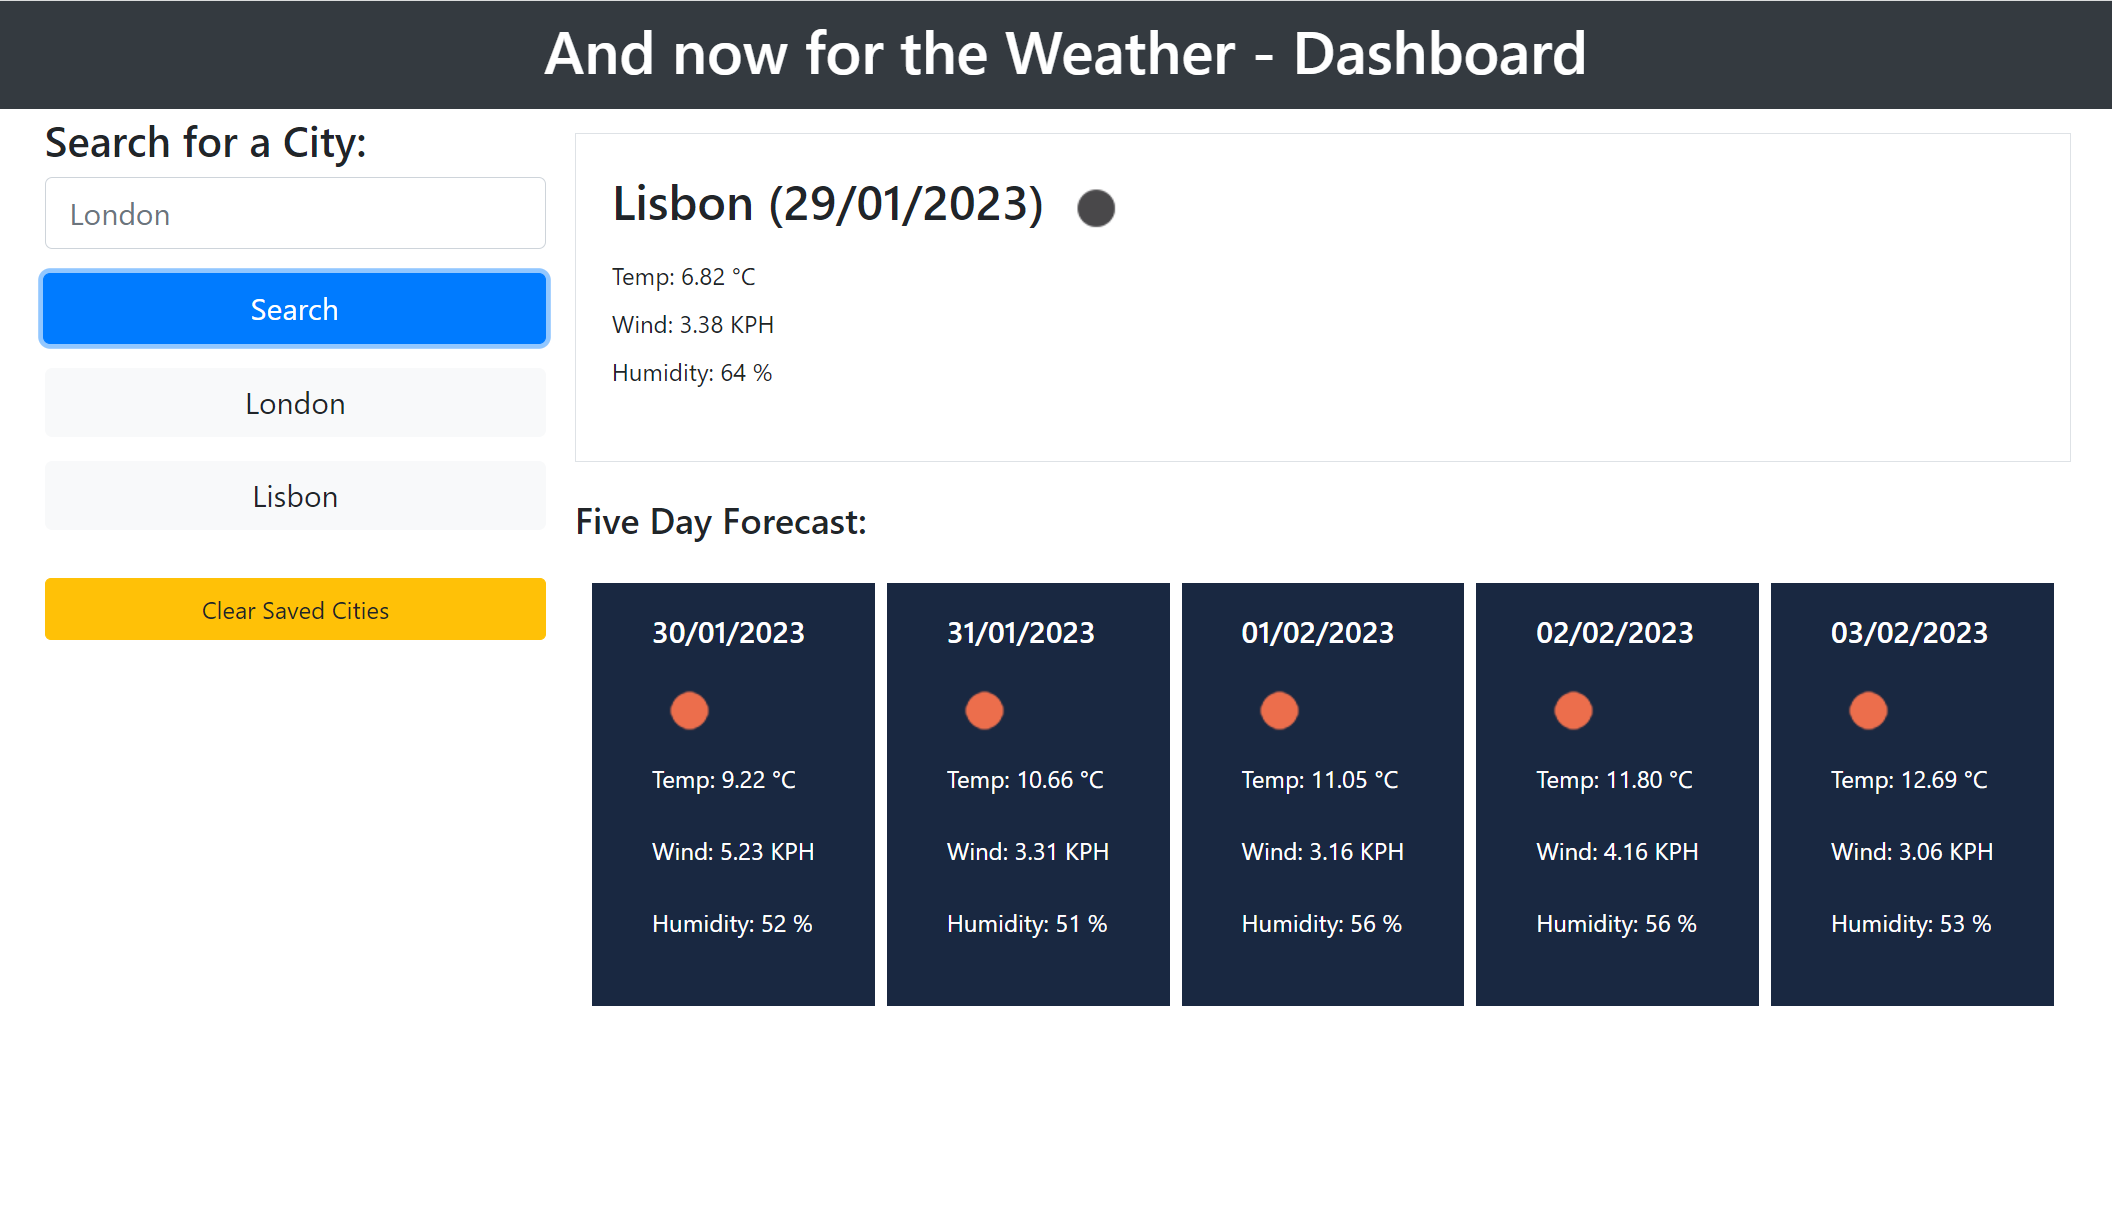 And now for the Weather - Dashboard
Search for a City:
London
Search
London
Lisbon
Clear Saved Cities
Lisbon (29/01/2023)
Temp: 6.82 °C
Wind: 3.38 KPH
Humidity: 64 %
Five Day Forecast:
30/01/2023
Temp: 9.22 °C
Wind: 5.23 KPH
Humidity: 52 %
31/01/2023
Temp: 10.66 °C
Wind: 3.31 KPH
Humidity: 51 %
01/02/2023
Temp: 11.05 °C
Wind: 3.16 KPH
Humidity: 56 %
02/02/2023
Temp: 11.80 °C
Wind: 4.16 KPH
Humidity: 56 %
03/02/2023
Temp: 12.69 °C
Wind: 3.06 KPH
Humidity: 53 %